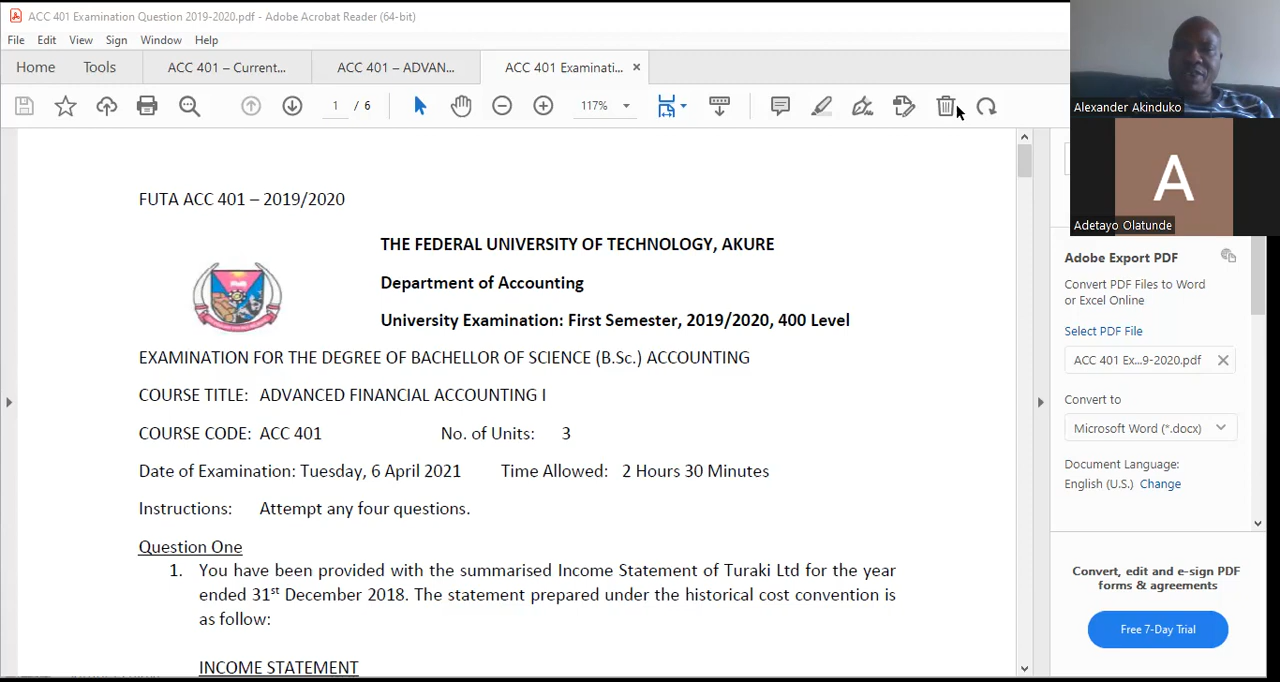 ACC 401 Examination Question 2019-2020.pdf - Adobe Acrobat Reader (64-bit)
File Edit View Sign Window Help
Home Tools ACC 401 – Current... ACC 401 – ADVAN... ACC 401 Examinati... ×
1 / 6 117%
Alexander Akinduko
A
Adetayo Olatunde
FUTA ACC 401 – 2019/2020
THE FEDERAL UNIVERSITY OF TECHNOLOGY, AKURE
Department of Accounting
University Examination: First Semester, 2019/2020, 400 Level
EXAMINATION FOR THE DEGREE OF BACHELLOR OF SCIENCE (B.Sc.) ACCOUNTING
COURSE TITLE: ADVANCED FINANCIAL ACCOUNTING I
COURSE CODE: ACC 401 No. of Units: 3
Date of Examination: Tuesday, 6 April 2021 Time Allowed: 2 Hours 30 Minutes
Instructions: Attempt any four questions.
Question One
1. You have been provided with the summarised Income Statement of Turaki Ltd for the year
ended 31st December 2018. The statement prepared under the historical cost convention is
as follow:
INCOME STATEMENT
Adobe Export PDF
Convert PDF Files to Word
or Excel Online
Select PDF File
ACC 401 Ex...9-2020.pdf
Convert to
Microsoft Word (*.docx)
Document Language:
English (U.S.) Change
Convert, edit and e-sign PDF
forms & agreements
Free 7-Day Trial